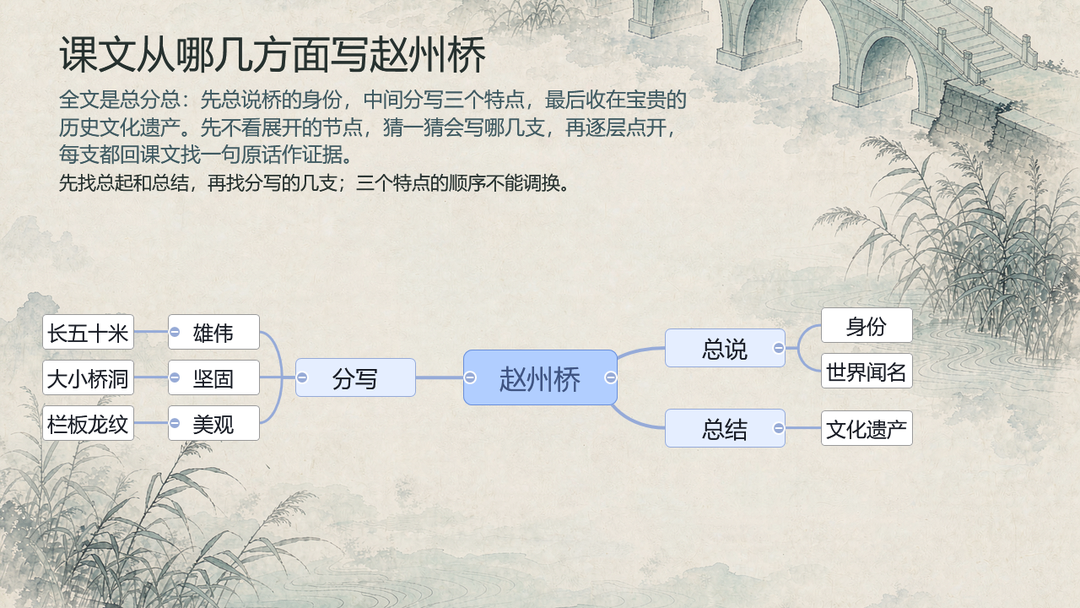 课文从哪几方面写赵州桥
全文是总分总：先总说桥的身份，中间分写三个特点，最后收在宝贵的
历史文化遗产。先不看展开的节点，猜一猜会写哪几支，再逐层点开，
每支都回课文找一句原话作证据。
先找总起和总结，再找分写的几支；三个特点的顺序不能调换。
长五十米
雄伟
大小桥洞
坚固
栏板龙纹
美观
分写
赵州桥
总说
身份
世界闻名
总结
文化遗产